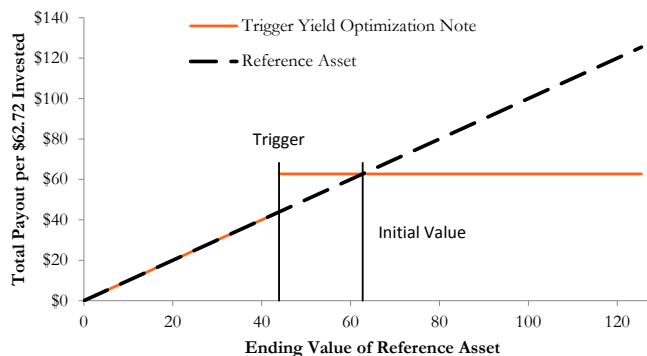 $140
$120
$100
$80
$60
$40
$20
$0
Total Payout per $62.72 Invested
Trigger Yield Optimization Note
Reference Asset
Trigger
Initial Value
0 20 40 60 80 100 120
Ending Value of Reference Asset